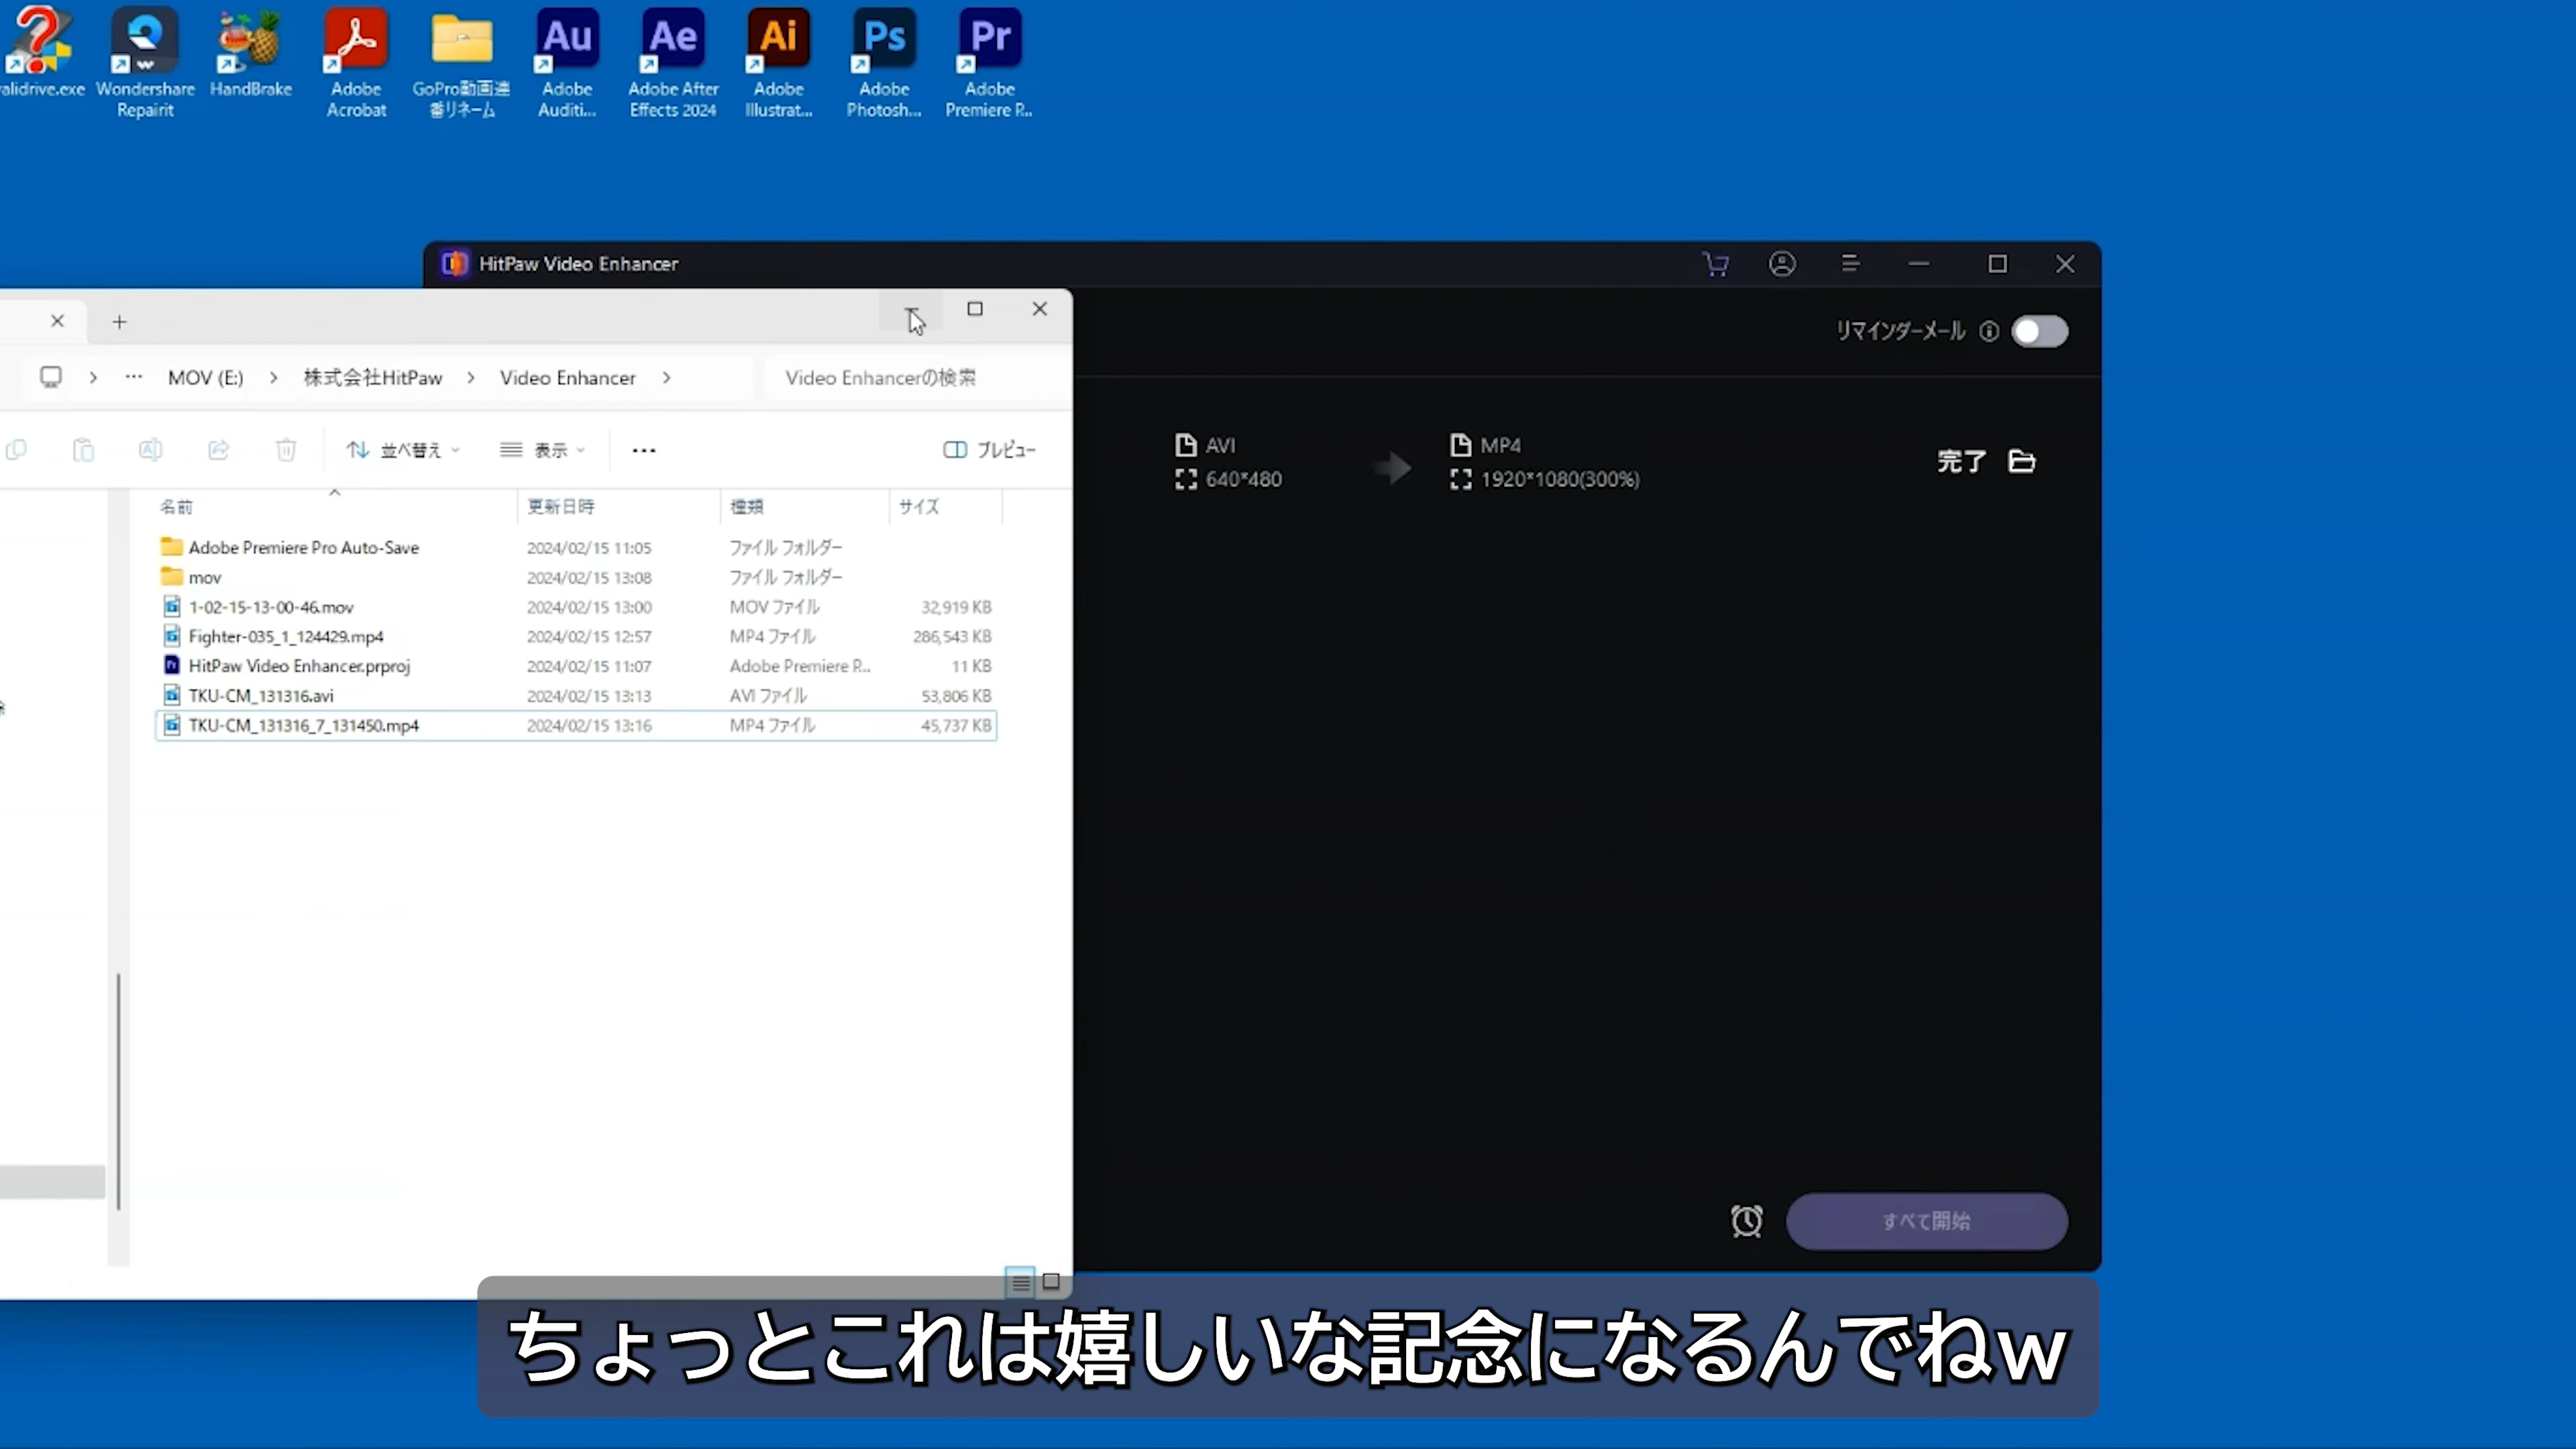 alidrive.exe
Wondershare
Repairit
HandBrake
Adobe
Acrobat
GoPro動画連
番リネーム
Au
Adobe
Auditi...
Ae
Adobe After
Effects 2024
Ai
Adobe
Illustrat...
Ps
Adobe
Photosh...
Pr
Adobe
Premiere P...
HitPaw Video Enhancer
リマインダーメール
MOV (E:) > 株式会社HitPaw > Video Enhancer >
Video Enhancerの検索
並べ替え
表示
プレビュー
名前 更新日時 種類 サイズ
Adobe Premiere Pro Auto-Save 2024/02/15 11:05 ファイル フォルダー
mov 2024/02/15 13:08 ファイル フォルダー
1-02-15-13-00-46.mov 2024/02/15 13:00 MOV ファイル 32,919 KB
Fighter-035_1_124429.mp4 2024/02/15 12:57 MP4 ファイル 286,543 KB
HitPaw Video Enhancer.prproj 2024/02/15 11:07 Adobe Premiere P... 11 KB
TKU-CM_131316.avi 2024/02/15 13:13 AVI ファイル 53,806 KB
TKU-CM_131316_7_131450.mp4 2024/02/15 13:16 MP4 ファイル 45,737 KB
AVI
640*480
MP4
1920*1080(300%)
完了
すべて開始
ちょっとこれは嬉しいな記念になるんでねw